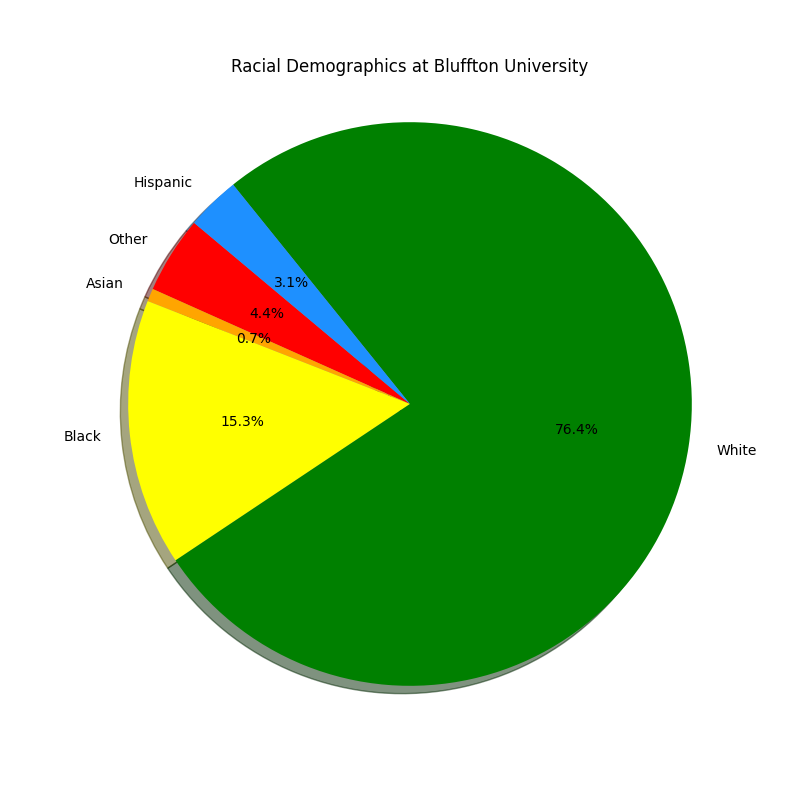 Racial Demographics at Bluffton University
Hispanic
Other
Asian
Black
White
3.1%
4.4%
0.7%
15.3%
76.4%